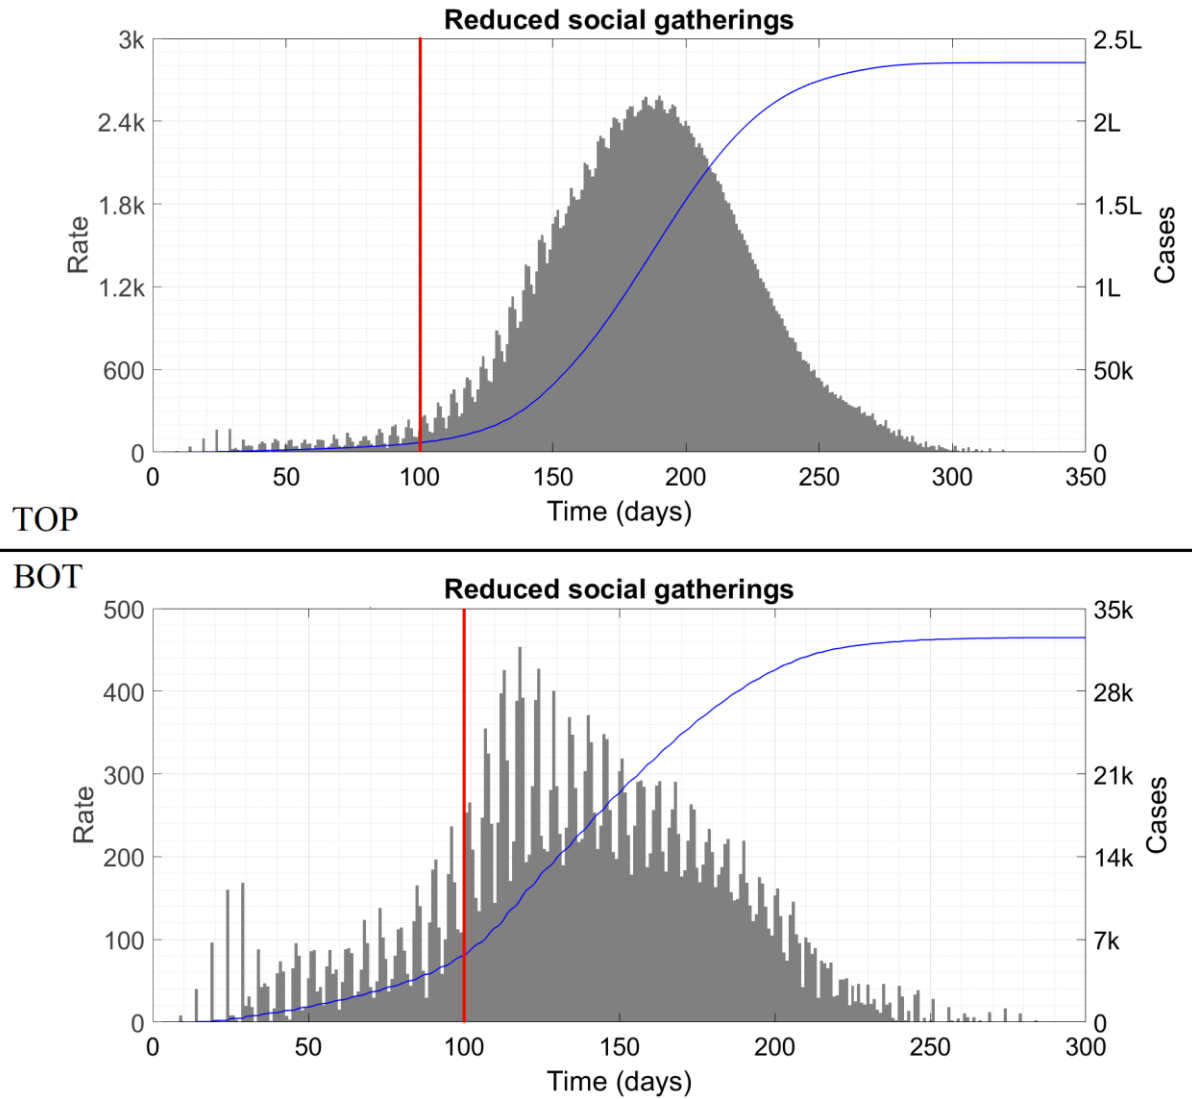 Reduced social gatherings
3k 2.5L
2.4k 2L
1.8k 1.5L
Rate Cases
1.2k 1L
600 50k
0 0
0 50 100 150 200 250 300 350
Time (days)
TOP
BOT
Reduced social gatherings
500 35k
400 28k
300 21k
Rate Cases
200 14k
100 7k
0 0
0 50 100 150 200 250 300
Time (days)